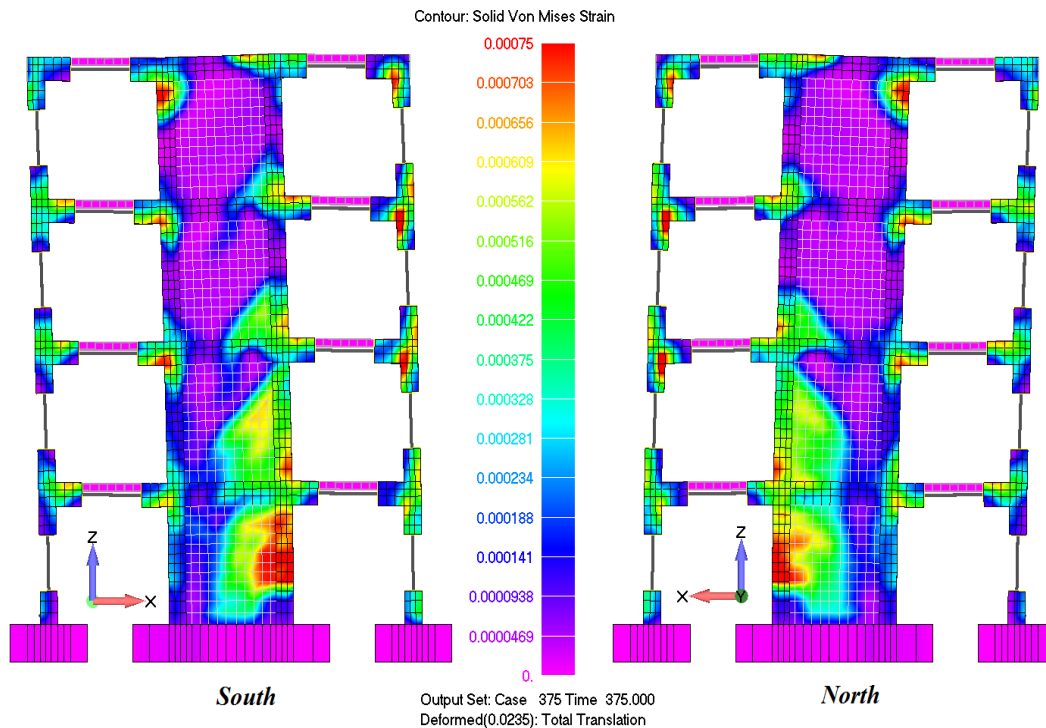 Contour: Solid Von Mises Strain
0.00075
0.000703
0.000656
0.000609
0.000562
0.000516
0.000469
0.000422
0.000375
0.000328
0.000281
0.000234
0.000188
0.000141
0.0000938
0.0000469
0.
Z
X
Z
X
Y
South
North
Output Set: Case 375 Time 375.000
Deformed(0.0235): Total Translation